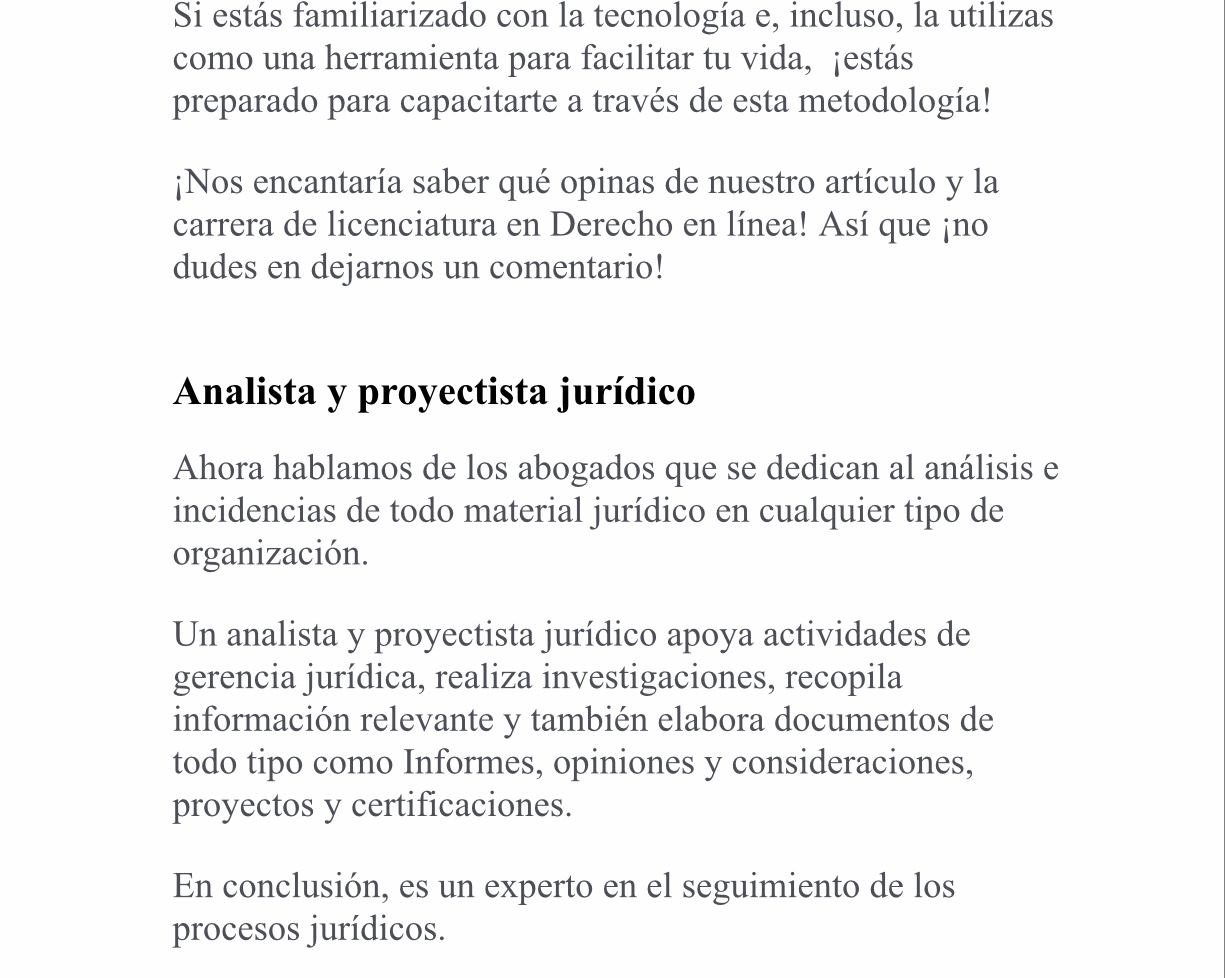 Si estás familiarizado con la tecnología e, incluso, la utilizas
como una herramienta para facilitar tu vida,  ¡estás
preparado para capacitarte a través de esta metodología!
¡Nos encantaría saber qué opinas de nuestro artículo y la
carrera de licenciatura en Derecho en línea! Así que ¡no
dudes en dejarnos un comentario!
Analista y proyectista jurídico
Ahora hablamos de los abogados que se dedican al análisis e
incidencias de todo material jurídico en cualquier tipo de
organización.
Un analista y proyectista jurídico apoya actividades de
gerencia jurídica, realiza investigaciones, recopila
información relevante y también elabora documentos de
todo tipo como Informes, opiniones y consideraciones,
proyectos y certificaciones.
En conclusión, es un experto en el seguimiento de los
procesos jurídicos.